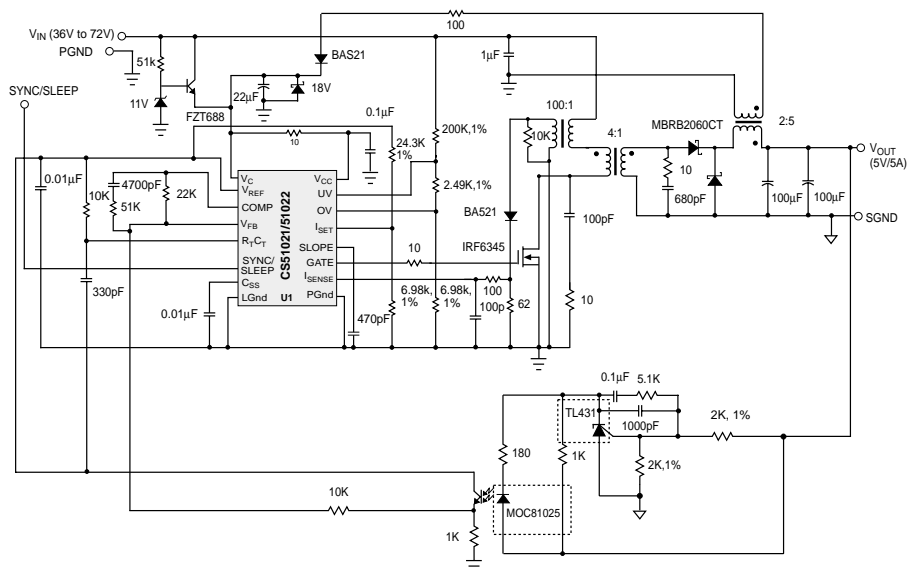 100
V_IN (36V to 72V)
PGND
51k
BAS21
1μF
SYNC/SLEEP
11V
FZT688
22μF
18V
0.1μF
100:1
10K
4:1
MBRB2060CT
2:5
V_OUT
(5V/5A)
10
200K,1%
24.3K
1%
0.01μF
4700pF
10K
51K
22K
V_C
V_REF
COMP
V_FB
R_TC_T
SYNC/
SLEEP
C_SS
LGnd
CS51021/51022
U1
V_CC
UV
OV
I_SET
SLOPE
GATE
I_SENSE
PGnd
2.49K,1%
BA521
10
680pF
100μF
100μF
SGND
100pF
IRF6345
10
330pF
0.01μF
470pF
6.98k,
1%
6.98k,
1%
100
100p
62
10
0.1μF
5.1K
TL431
1000pF
2K, 1%
180
1K
2K,1%
10K
MOC81025
1K